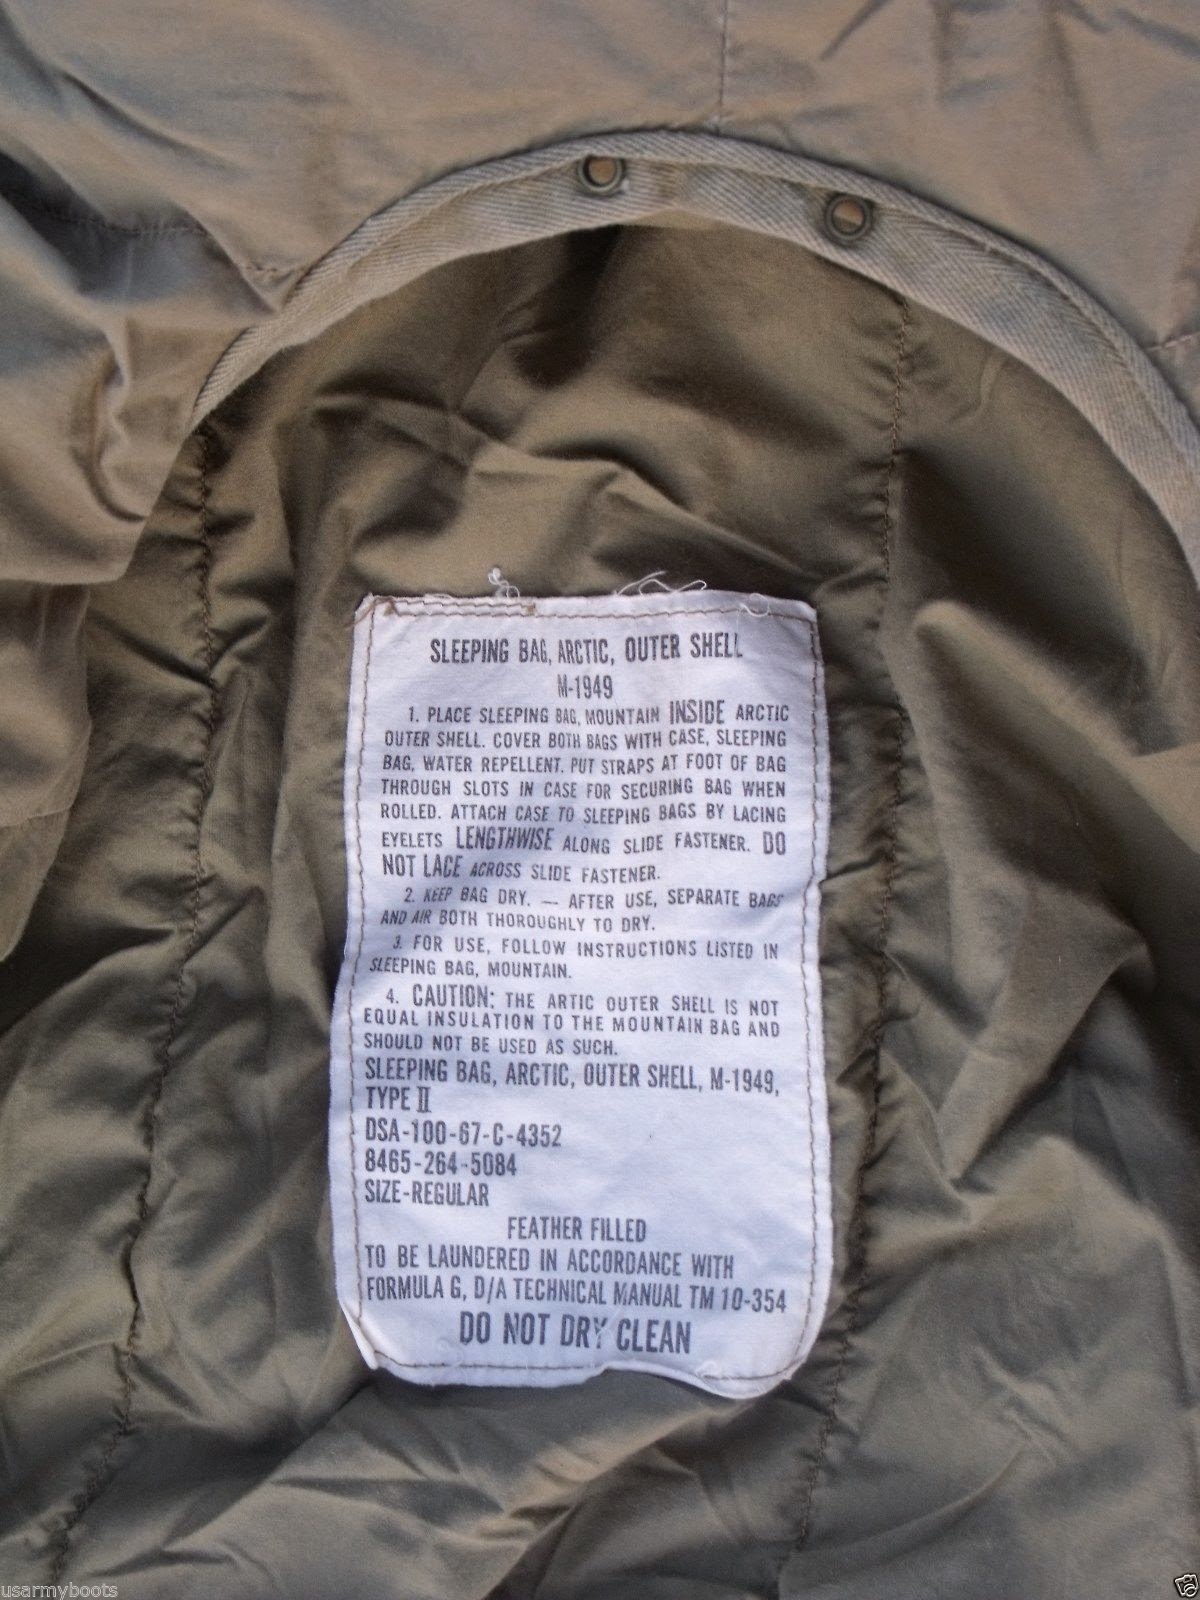 SLEEPING BAG, ARCTIC, OUTER SHELL
M-1949
1. PLACE SLEEPING BAG, MOUNTAIN INSIDE ARCTIC
OUTER SHELL. COVER BOTH BAGS WITH CASE, SLEEPING
BAG, WATER REPELLENT. PUT STRAPS AT FOOT OF BAG
THROUGH SLOTS IN CASE FOR SECURING BAG WHEN
ROLLED. ATTACH CASE TO SLEEPING BAGS BY LACING
EYELETS LENGTHWISE ALONG SLIDE FASTENER. DO
NOT LACE ACROSS SLIDE FASTENER.
2. KEEP BAG DRY. — AFTER USE, SEPARATE BAGS
AND AIR BOTH THOROUGHLY TO DRY.
3. FOR USE, FOLLOW INSTRUCTIONS LISTED IN
SLEEPING BAG, MOUNTAIN.
4. CAUTION: THE ARTIC OUTER SHELL IS NOT
EQUAL INSULATION TO THE MOUNTAIN BAG AND
SHOULD NOT BE USED AS SUCH.
SLEEPING BAG, ARCTIC, OUTER SHELL, M-1949,
TYPE II
DSA-100-67-C-4352
8465-264-5084
SIZE-REGULAR
FEATHER FILLED
TO BE LAUNDERED IN ACCORDANCE WITH
FORMULA G, D/A TECHNICAL MANUAL TM 10-354
DO NOT DRY CLEAN
usarmyboots